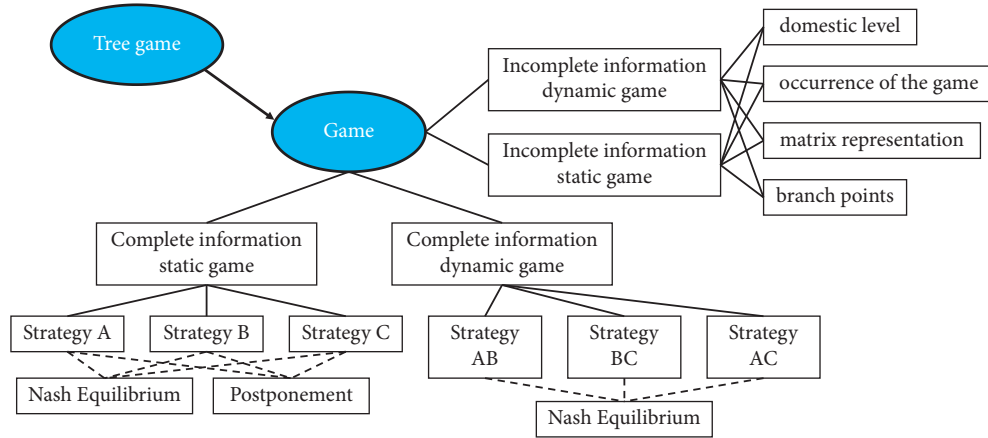 Tree game
Game
Incomplete information
dynamic game
Incomplete information
static game
domestic level
occurrence of the game
matrix representation
branch points
Complete information
static game
Complete information
dynamic game
Strategy A
Strategy B
Strategy C
Nash Equilibrium
Postponement
Strategy
AB
Strategy
BC
Strategy
AC
Nash Equilibrium